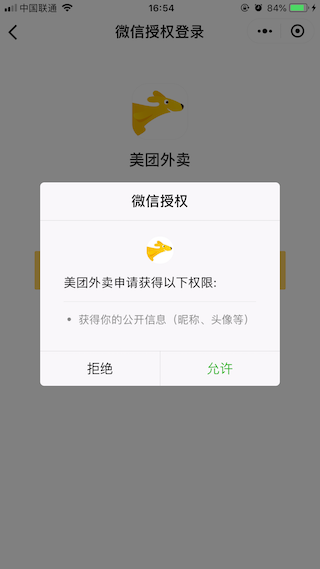 中国联通
16:54
84%
微信授权登录
美团外卖
微信授权
美团外卖申请获得以下权限:
• 获得你的公开信息（昵称、头像等）
拒绝
允许